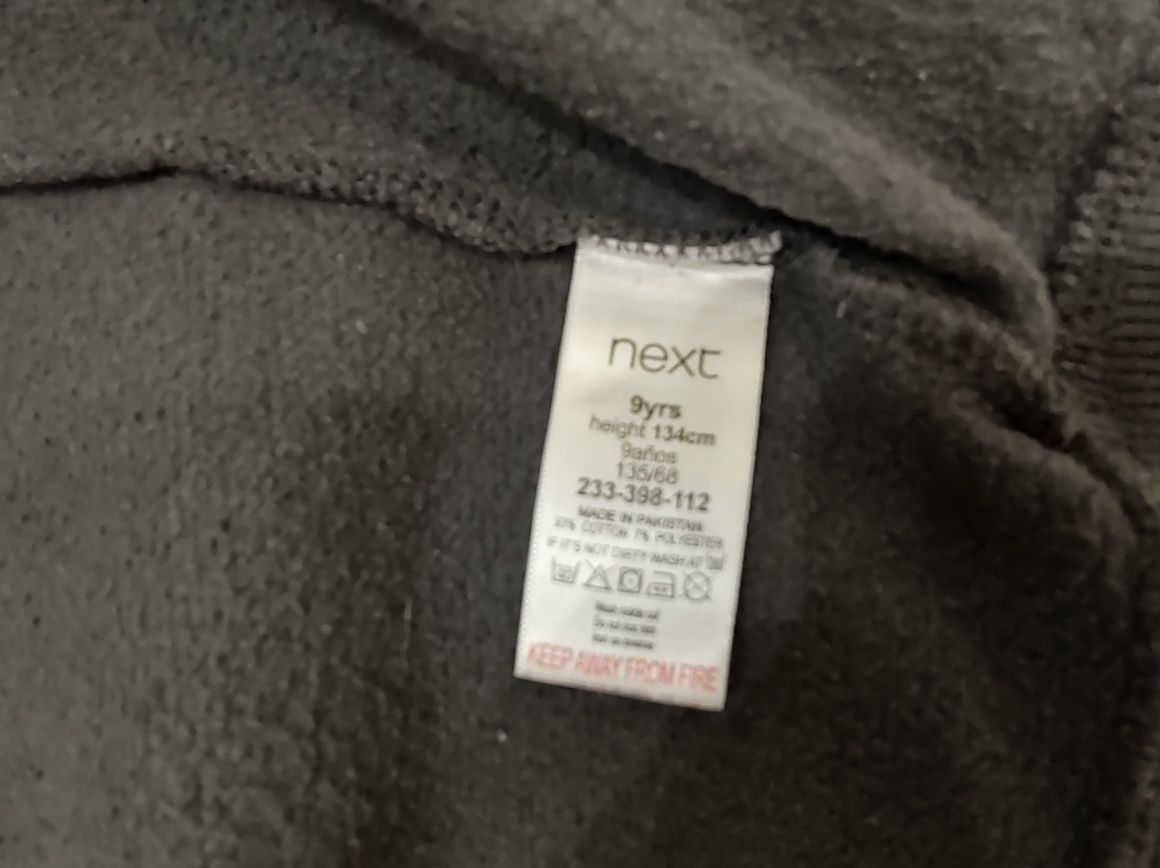 next
9yrs
height 134cm
9años
135/68
233-398-112
MADE IN PAKISTAN
COTTON 7% POLYESTER
IF IT'S NOT DIRTY WASH AT
KEEP AWAY FROM FIRE